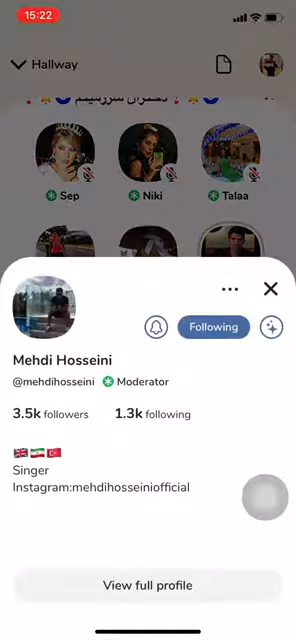 15:22
Hallway
Sep
Niki
Talaa
Following
Mehdi Hosseini
@mehdihosseini Moderator
3.5k followers 1.3k following
🇬🇧🇮🇷🇹🇷
Singer
Instagram:mehdihosseiniofficial
View full profile